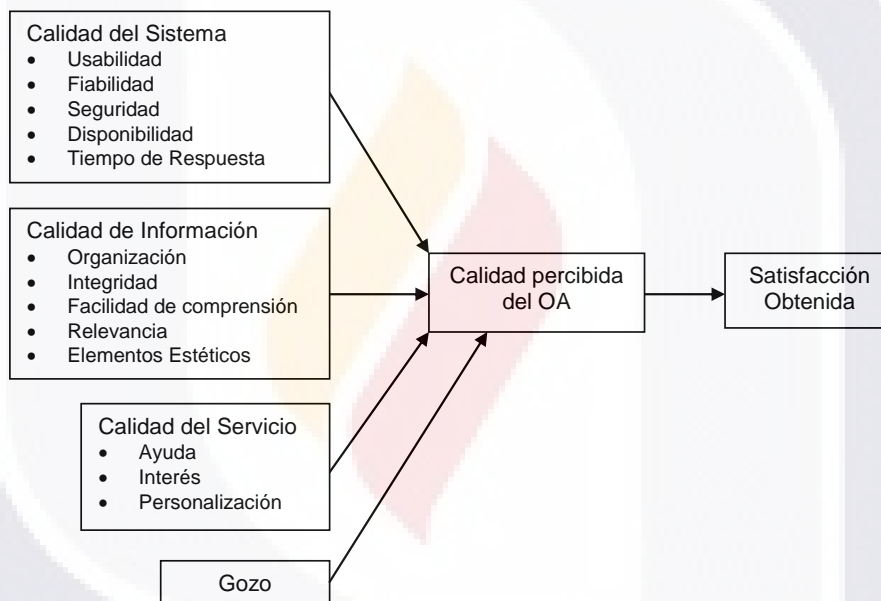 Calidad del Sistema
• Usabilidad
• Fiabilidad
• Seguridad
• Disponibilidad
• Tiempo de Respuesta
Calidad de Información
• Organización
• Integridad
• Facilidad de comprensión
• Relevancia
• Elementos Estéticos
Calidad del Servicio
• Ayuda
• Interés
• Personalización
Gozo
Calidad percibida
del OA
Satisfacción
Obtenida